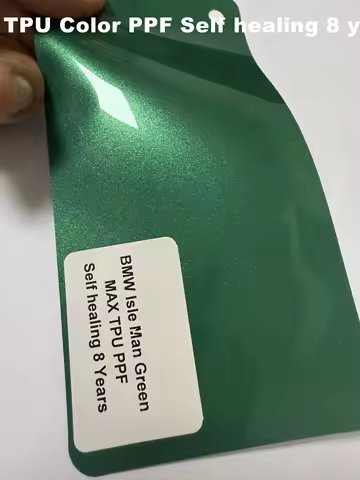 TPU Color PPF Self healing 8 y
BMW Isle Man Green
MAX TPU PPF
Self healing 8 Years